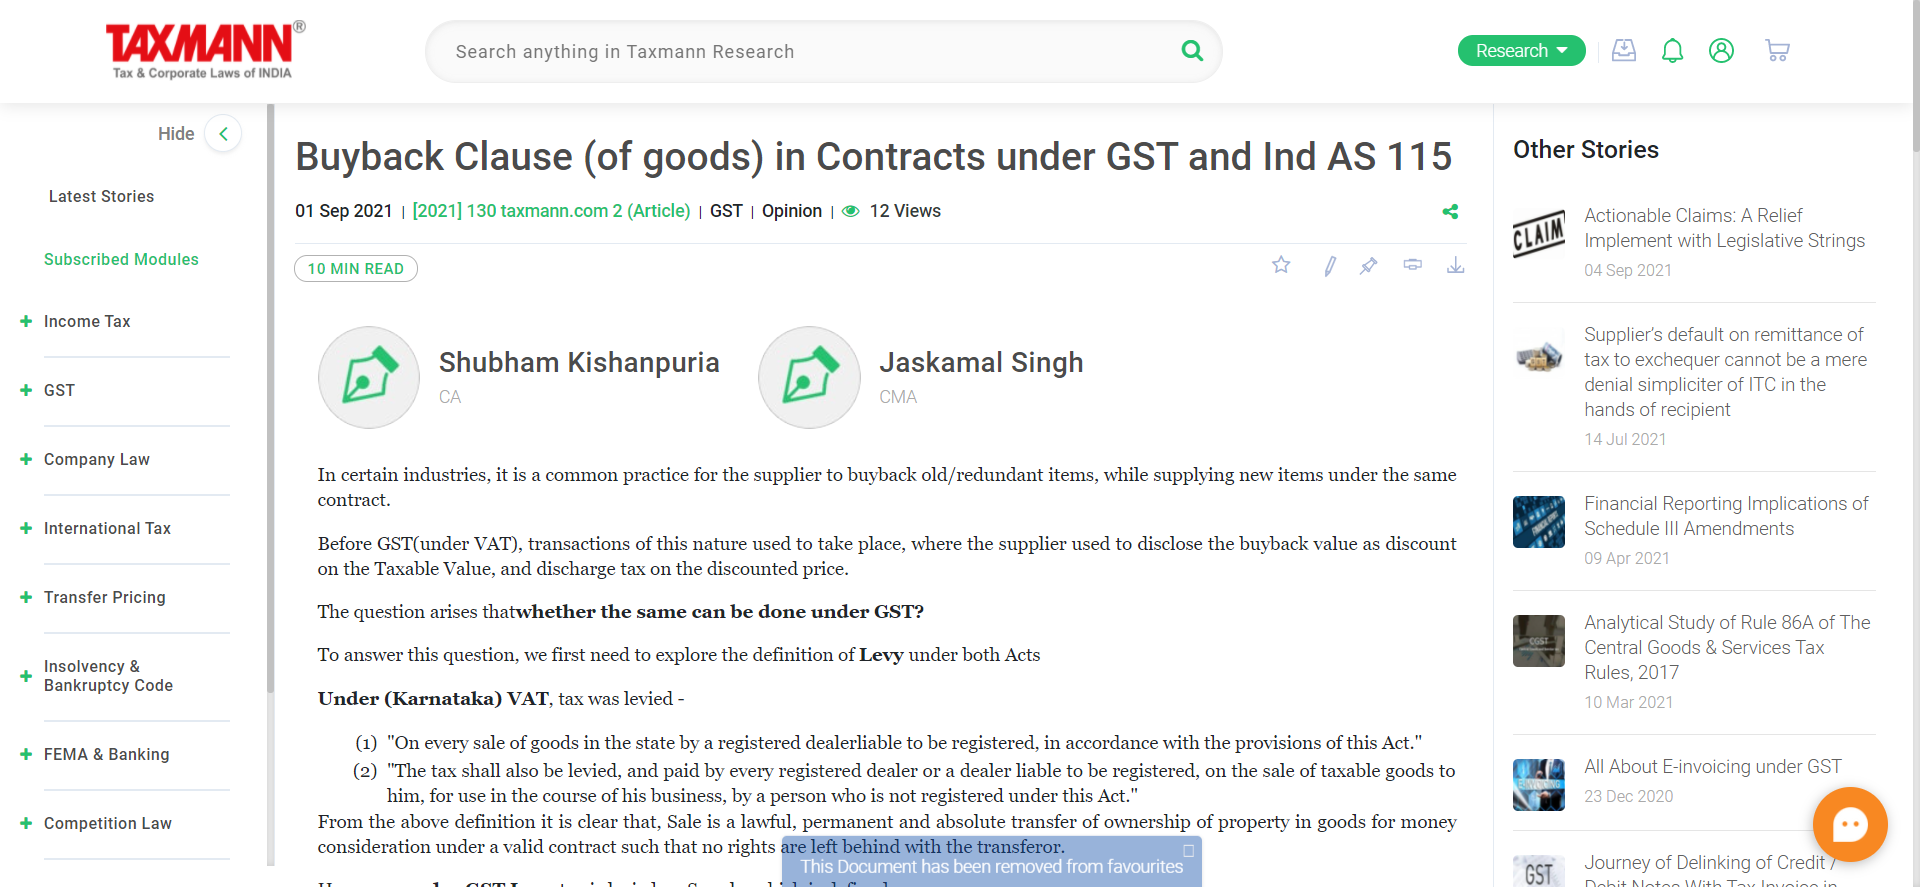 TAXMANN®
Tax & Corporate Laws of INDIA
Search anything in Taxmann Research
Research
Hide
Latest Stories
Subscribed Modules
Income Tax
GST
Company Law
International Tax
Transfer Pricing
Insolvency &
Bankruptcy Code
FEMA & Banking
Competition Law
Buyback Clause (of goods) in Contracts under GST and Ind AS 115
01 Sep 2021 | [2021] 130 taxmann.com 2 (Article) | GST | Opinion | 12 Views
10 MIN READ
Shubham Kishanpuria
CA
Jaskamal Singh
CMA
In certain industries, it is a common practice for the supplier to buyback old/redundant items, while supplying new items under the same
contract.
Before GST(under VAT), transactions of this nature used to take place, where the supplier used to disclose the buyback value as discount
on the Taxable Value, and discharge tax on the discounted price.
The question arises thatwhether the same can be done under GST?
To answer this question, we first need to explore the definition of Levy under both Acts
Under (Karnataka) VAT, tax was levied -
(1) "On every sale of goods in the state by a registered dealerliable to be registered, in accordance with the provisions of this Act."
(2) "The tax shall also be levied, and paid by every registered dealer or a dealer liable to be registered, on the sale of taxable goods to
him, for use in the course of his business, by a person who is not registered under this Act."
From the above definition it is clear that, Sale is a lawful, permanent and absolute transfer of ownership of property in goods for money
consideration under a valid contract such that no rights are left behind with the transferor.
This Document has been removed from favourites
Other Stories
CLAIM
Actionable Claims: A Relief
Implement with Legislative Strings
04 Sep 2021
Supplier's default on remittance of
tax to exchequer cannot be a mere
denial simpliciter of ITC in the
hands of recipient
14 Jul 2021
Financial Reporting Implications of
Schedule III Amendments
09 Apr 2021
CGST
Analytical Study of Rule 86A of The
Central Goods & Services Tax
Rules, 2017
10 Mar 2021
All About E-invoicing under GST
23 Dec 2020
GST
Journey of Delinking of Credit /
Debit Notes With Tax Invoice in